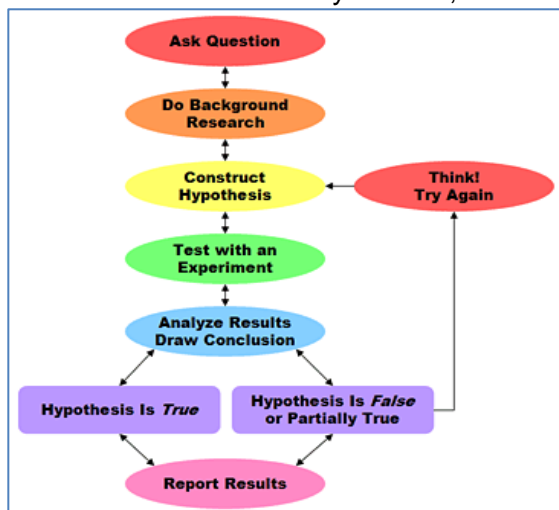 Ask Question
Do Background
Research
Construct
Hypothesis
Think!
Try Again
Test with an
Experiment
Analyze Results
Draw Conclusion
Hypothesis Is True
Hypothesis Is False
or Partially True
Report Results